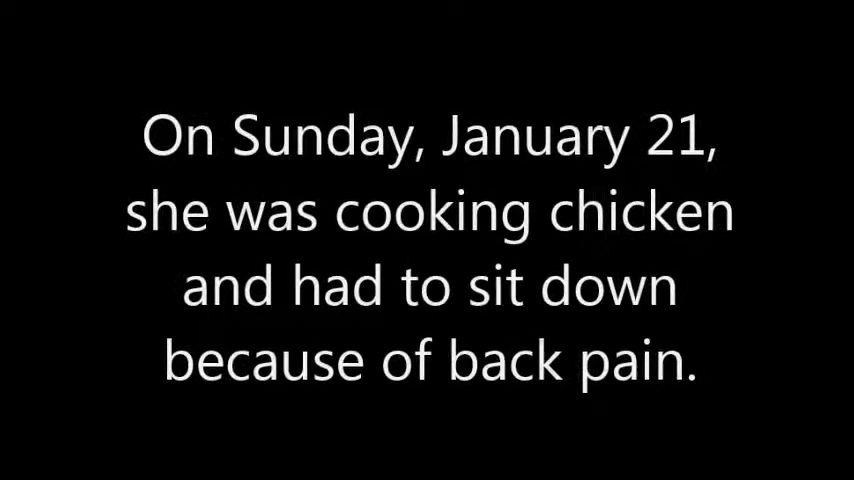 On Sunday, January 21,
she was cooking chicken
and had to sit down
because of back pain.